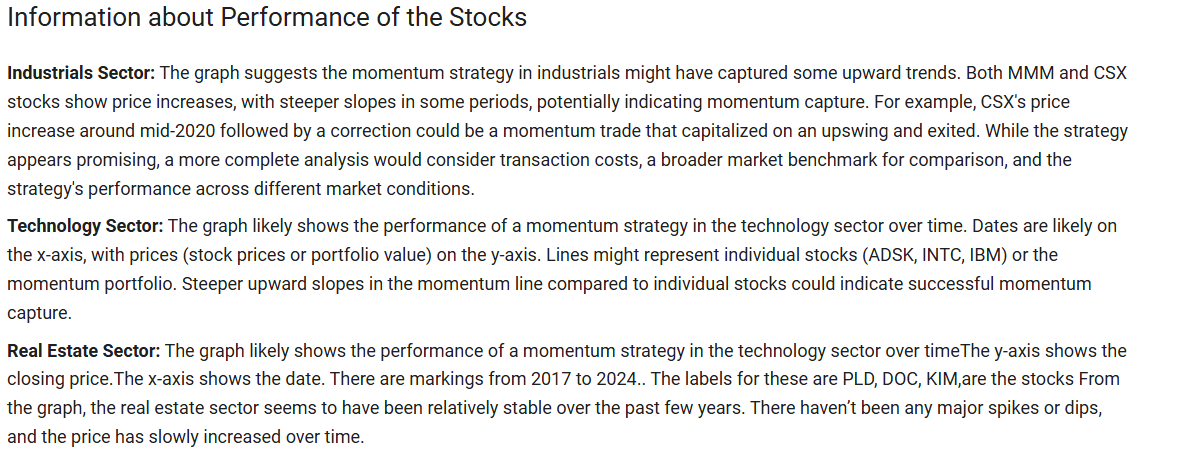 Information about Performance of the Stocks
Industrials Sector: The graph suggests the momentum strategy in industrials might have captured some upward trends. Both MMM and CSX
stocks show price increases, with steeper slopes in some periods, potentially indicating momentum capture. For example, CSX's price
increase around mid-2020 followed by a correction could be a momentum trade that capitalized on an upswing and exited. While the strategy
appears promising, a more complete analysis would consider transaction costs, a broader market benchmark for comparison, and the
strategy's performance across different market conditions.
Technology Sector: The graph likely shows the performance of a momentum strategy in the technology sector over time. Dates are likely on
the x-axis, with prices (stock prices or portfolio value) on the y-axis. Lines might represent individual stocks (ADSK, INTC, IBM) or the
momentum portfolio. Steeper upward slopes in the momentum line compared to individual stocks could indicate successful momentum
capture.
Real Estate Sector: The graph likely shows the performance of a momentum strategy in the technology sector over timeThe y-axis shows the
closing price.The x-axis shows the date. There are markings from 2017 to 2024.. The labels for these are PLD, DOC, KIM,are the stocks From
the graph, the real estate sector seems to have been relatively stable over the past few years. There haven’t been any major spikes or dips,
and the price has slowly increased over time.